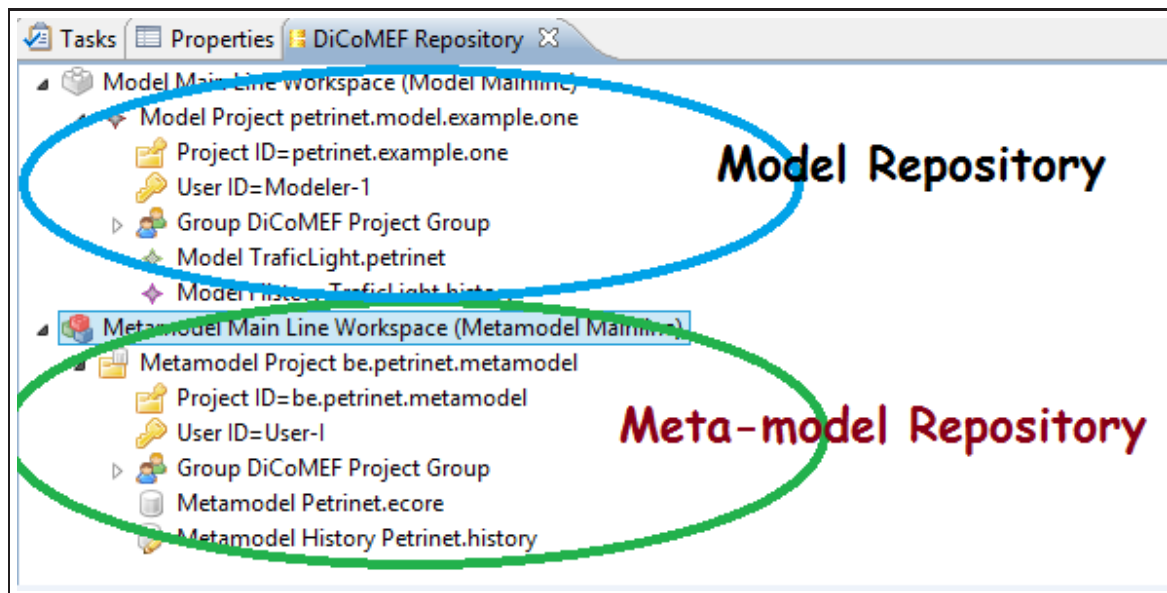 Tasks Properties DiCoMEF Repository
Model Main Line Workspace (Model Mainline)
Model Project petrinet.model.example.one
Project ID=petrinet.example.one
User ID=Modeler-1
Group DiCoMEF Project Group
Model TraficLight.petrinet
Model History TraficLight.history
Model Repository
Metamodel Main Line Workspace (Metamodel Mainline)
Metamodel Project be.petrinet.metamodel
Project ID=be.petrinet.metamodel
User ID=User-I
Group DiCoMEF Project Group
Metamodel Petrinet.ecore
Metamodel History Petrinet.history
Meta-model Repository